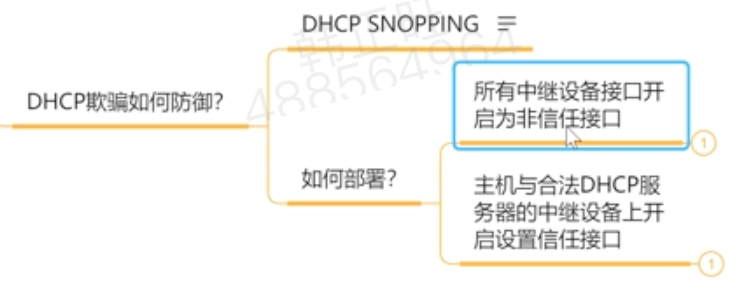 DHCP SNOPPING
韩正旺
488564964
所有中继设备接口开
启为非信任接口
1
DHCP欺骗如何防御?
如何部署?
主机与合法DHCP服
务器的中继设备上开
启设置信任接口
1